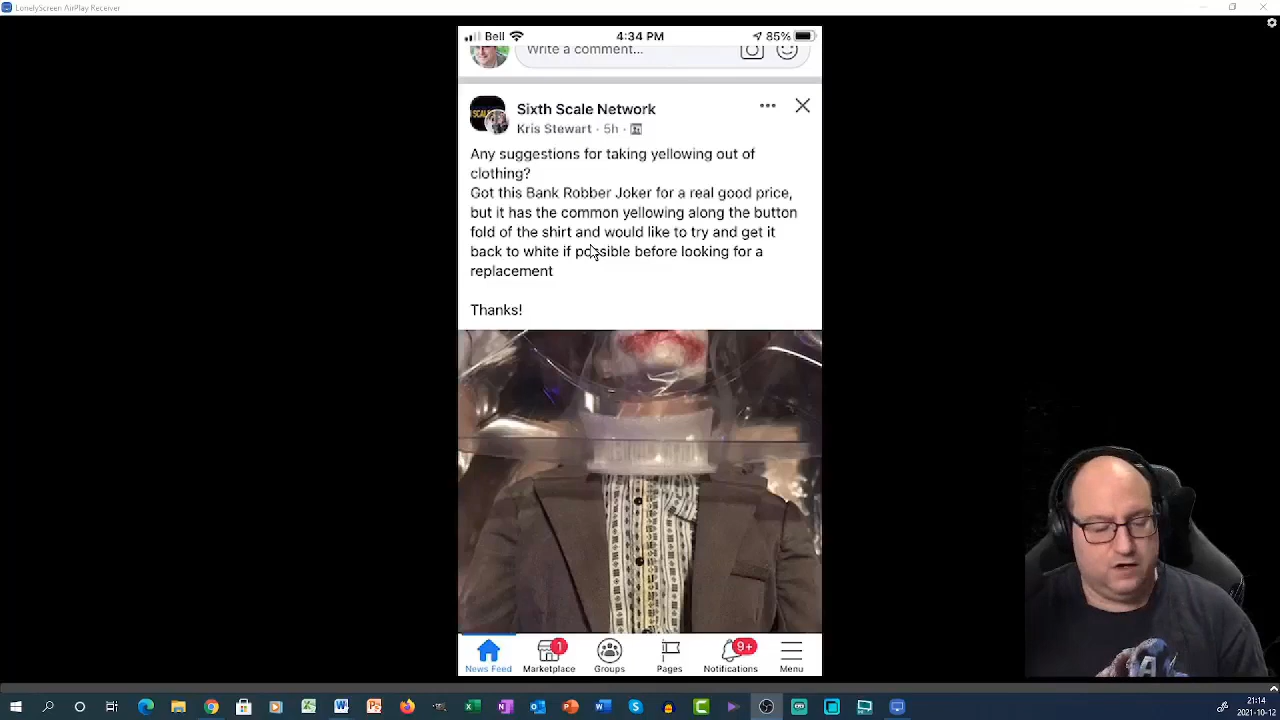 LonelyScreen AirPlay Receiver
Bell
4:34 PM
85%
Write a comment...
Sixth Scale Network
Kris Stewart · 5h ·
Any suggestions for taking yellowing out of
clothing?
Got this Bank Robber Joker for a real good price,
but it has the common yellowing along the button
fold of the shirt and would like to try and get it
back to white if possible before looking for a
replacement
Thanks!
1
9+
News Feed
Marketplace
Groups
Pages
Notifications
Menu
21:14
2021-10-12